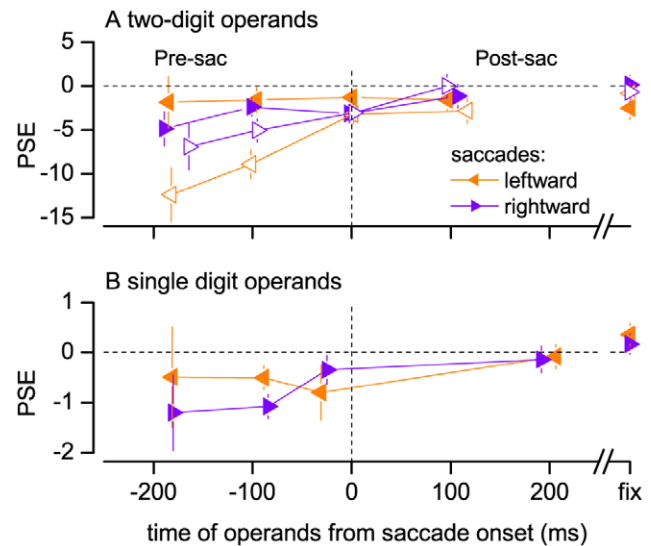 A two-digit operands
5
Pre-sac
Post-sac
0
-5
PSE
saccades:
-10
leftward
-15
rightward
B single digit operands
1
0
PSE
-1
-2
-200 -100 0 100 200 fix
time of operands from saccade onset (ms)